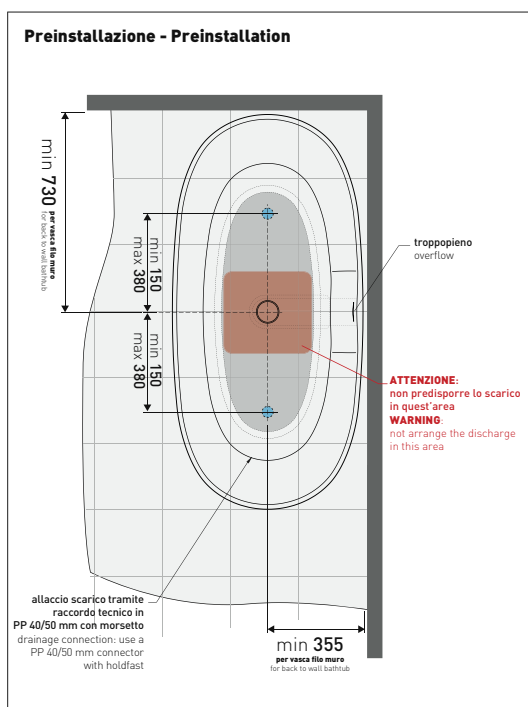 Preinstallazione - Preinstallation
min 730
per vasca filo muro
for back to wall bathtub
min 150
max 380
min 150
max 380
troppopieno
overflow
ATTENZIONE:
non predisporre lo scarico
in quest'area
WARNING:
not arrange the discharge
in this area
allaccio scarico tramite
raccordo tecnico in
PP 40/50 mm con morsetto
drainage connection: use a
PP 40/50 mm connector
with holdfast
min 355
per vasca filo muro
for back to wall bathtub